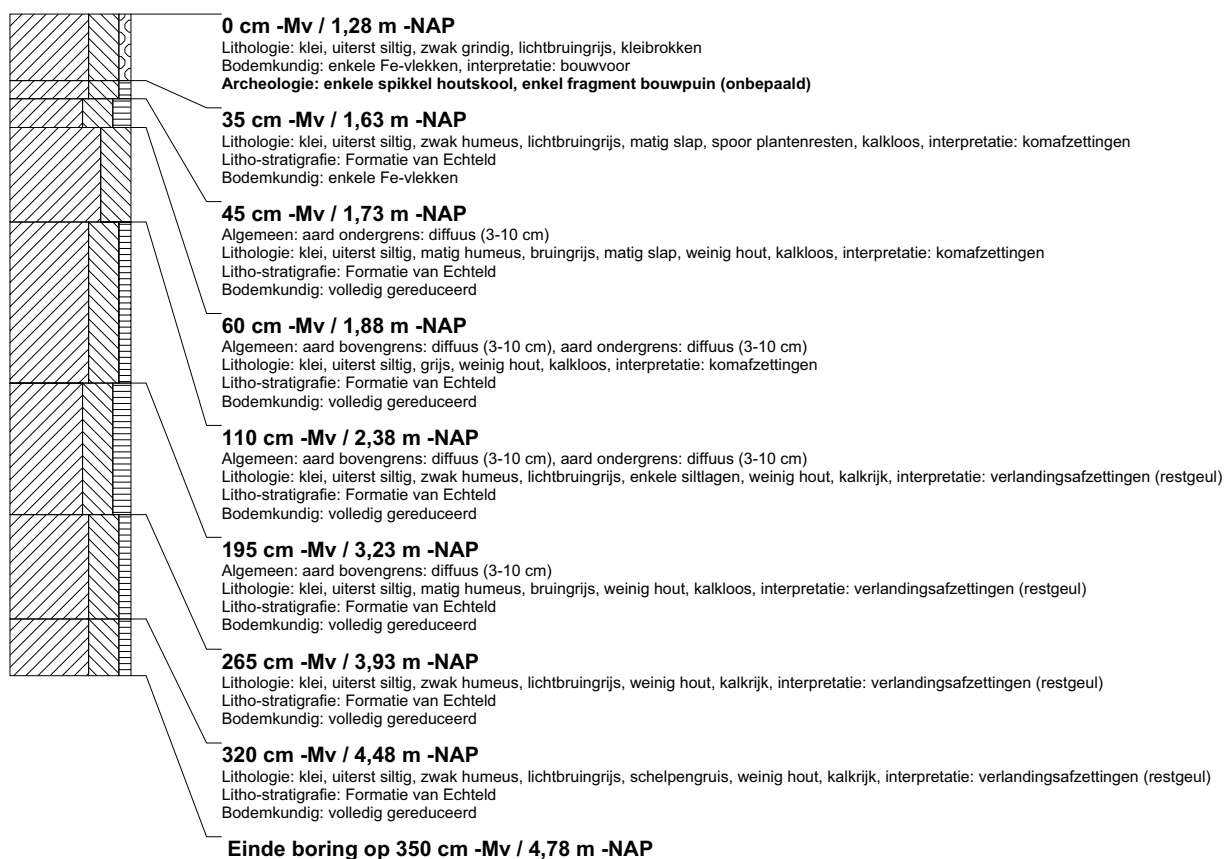 0 cm -Mv / 1,28 m -NAP
Lithologie: klei, uiterst siltig, zwak grindig, lichtbruingrijs, kleibrokken
Bodemkundig: enkele Fe-vlekken, interpretatie: bouwvoor
Archeologie: enkele spikkel houtskool, enkel fragment bouwpuin (onbepaald)
35 cm -Mv / 1,63 m -NAP
Lithologie: klei, uiterst siltig, zwak humeus, lichtbruingrijs, matig slap, spoor plantenresten, kalkloos, interpretatie: komafzettingen
Litho-stratigrafie: Formatie van Echteld
Bodemkundig: enkele Fe-vlekken
45 cm -Mv / 1,73 m -NAP
Algemeen: aard ondergrens: diffuus (3-10 cm)
Lithologie: klei, uiterst siltig, matig humeus, bruingrijs, matig slap, weinig hout, kalkloos, interpretatie: komafzettingen
Litho-stratigrafie: Formatie van Echteld
Bodemkundig: volledig gereduceerd
60 cm -Mv / 1,88 m -NAP
Algemeen: aard bovengrens: diffuus (3-10 cm), aard ondergrens: diffuus (3-10 cm)
Lithologie: klei, uiterst siltig, grijs, weinig hout, kalkloos, interpretatie: komafzettingen
Litho-stratigrafie: Formatie van Echteld
Bodemkundig: volledig gereduceerd
110 cm -Mv / 2,38 m -NAP
Algemeen: aard bovengrens: diffuus (3-10 cm), aard ondergrens: diffuus (3-10 cm)
Lithologie: klei, uiterst siltig, zwak humeus, lichtbruingrijs, enkele siltlagen, weinig hout, kalkrijk, interpretatie: verlandingsafzettingen (restgeul)
Litho-stratigrafie: Formatie van Echteld
Bodemkundig: volledig gereduceerd
195 cm -Mv / 3,23 m -NAP
Algemeen: aard bovengrens: diffuus (3-10 cm)
Lithologie: klei, uiterst siltig, matig humeus, bruingrijs, weinig hout, kalkloos, interpretatie: verlandingsafzettingen (restgeul)
Litho-stratigrafie: Formatie van Echteld
Bodemkundig: volledig gereduceerd
265 cm -Mv / 3,93 m -NAP
Lithologie: klei, uiterst siltig, zwak humeus, lichtbruingrijs, weinig hout, kalkrijk, interpretatie: verlandingsafzettingen (restgeul)
Litho-stratigrafie: Formatie van Echteld
Bodemkundig: volledig gereduceerd
320 cm -Mv / 4,48 m -NAP
Lithologie: klei, uiterst siltig, zwak humeus, lichtbruingrijs, schelpengruis, weinig hout, kalkrijk, interpretatie: verlandingsafzettingen (restgeul)
Litho-stratigrafie: Formatie van Echteld
Bodemkundig: volledig gereduceerd
Einde boring op 350 cm -Mv / 4,78 m -NAP